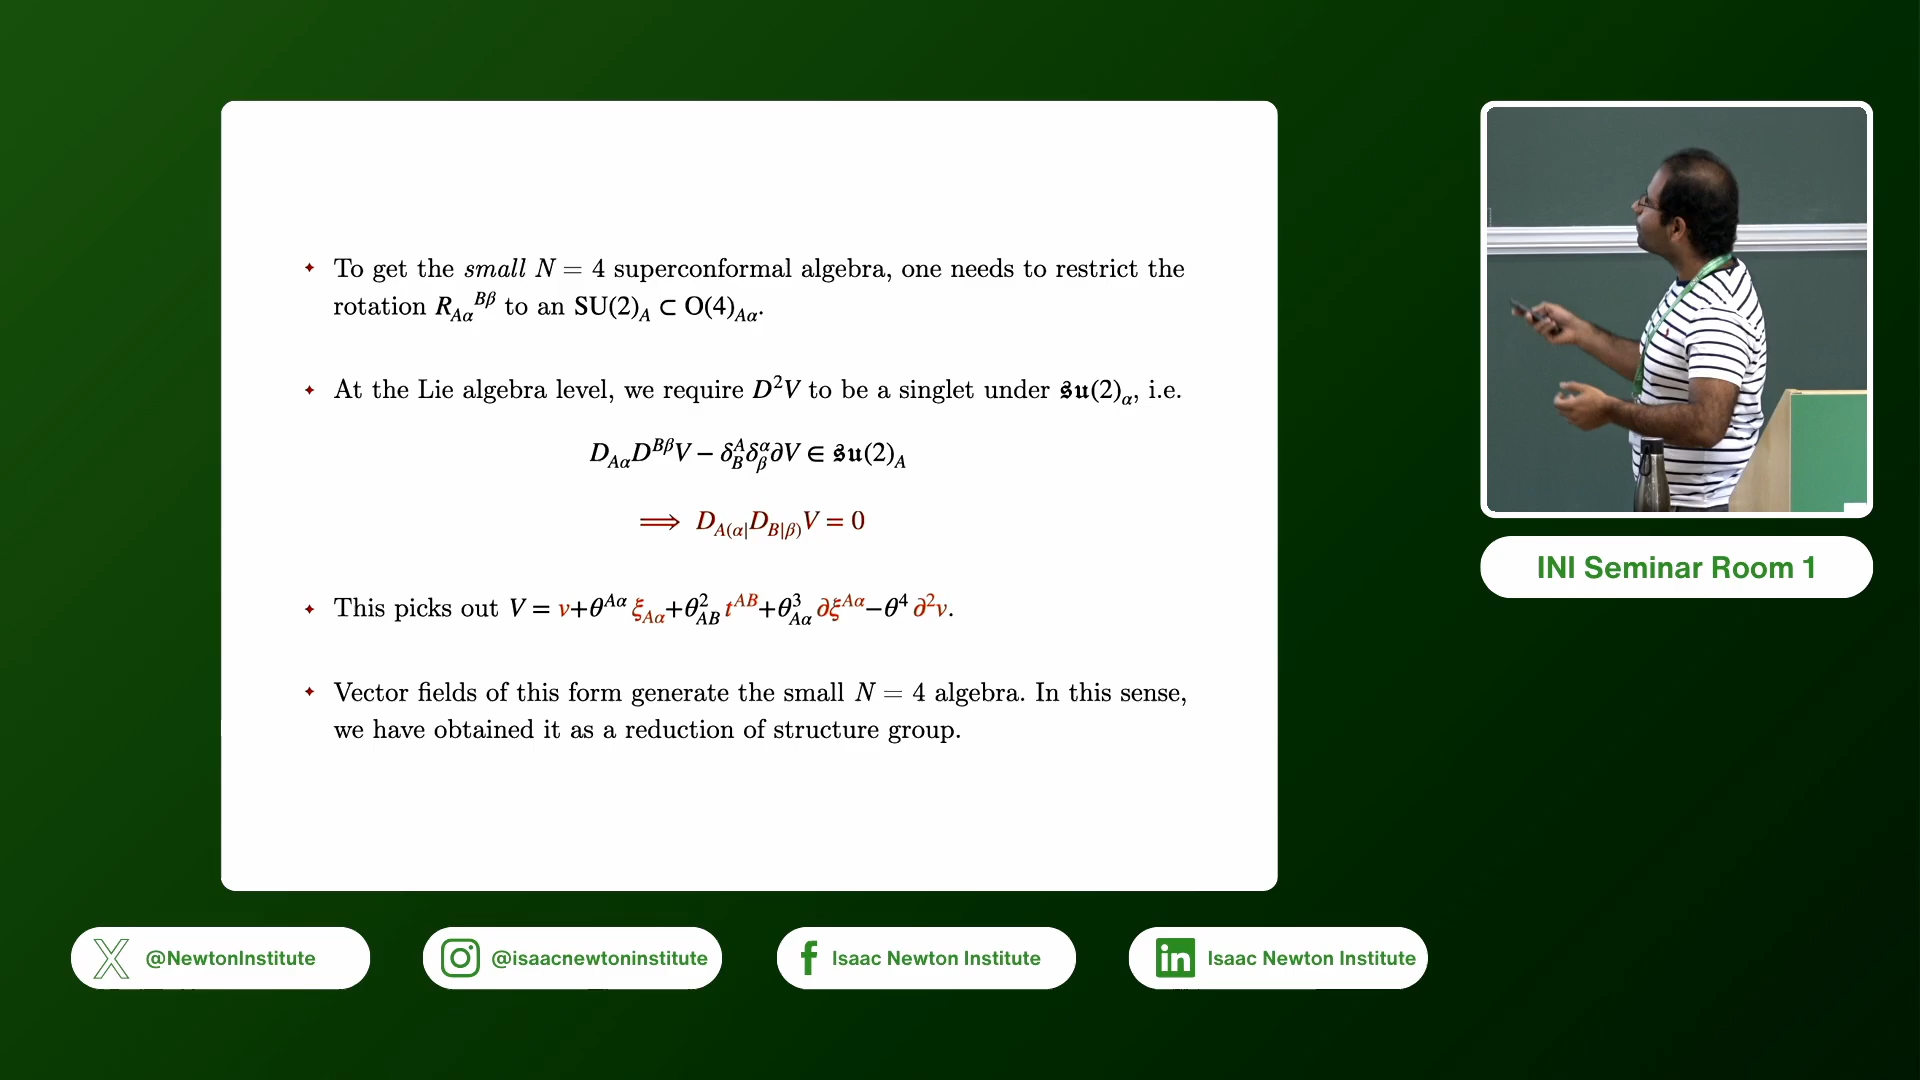 To get the small N = 4 superconformal algebra, one needs to restrict the
rotation R_{Aα}^{Bβ} to an SU(2)_A ⊂ O(4)_{Aα}.
At the Lie algebra level, we require D²V to be a singlet under 𝔰𝔲(2)_α, i.e.
D_{Aα}D^{Bβ}V − δ^A_B δ^α_β ∂V ∈ 𝔰𝔲(2)_A
⟹ D_{A(α|}D_{B|β)}V = 0
This picks out V = v+θ^{Aα} ξ_{Aα}+θ²_{AB} t^{AB}+θ³_{Aα} ∂ξ^{Aα}−θ⁴ ∂²v.
Vector fields of this form generate the small N = 4 algebra. In this sense,
we have obtained it as a reduction of structure group.
INI Seminar Room 1
@NewtonInstitute
@isaacnewtoninstitute
Isaac Newton Institute
Isaac Newton Institute